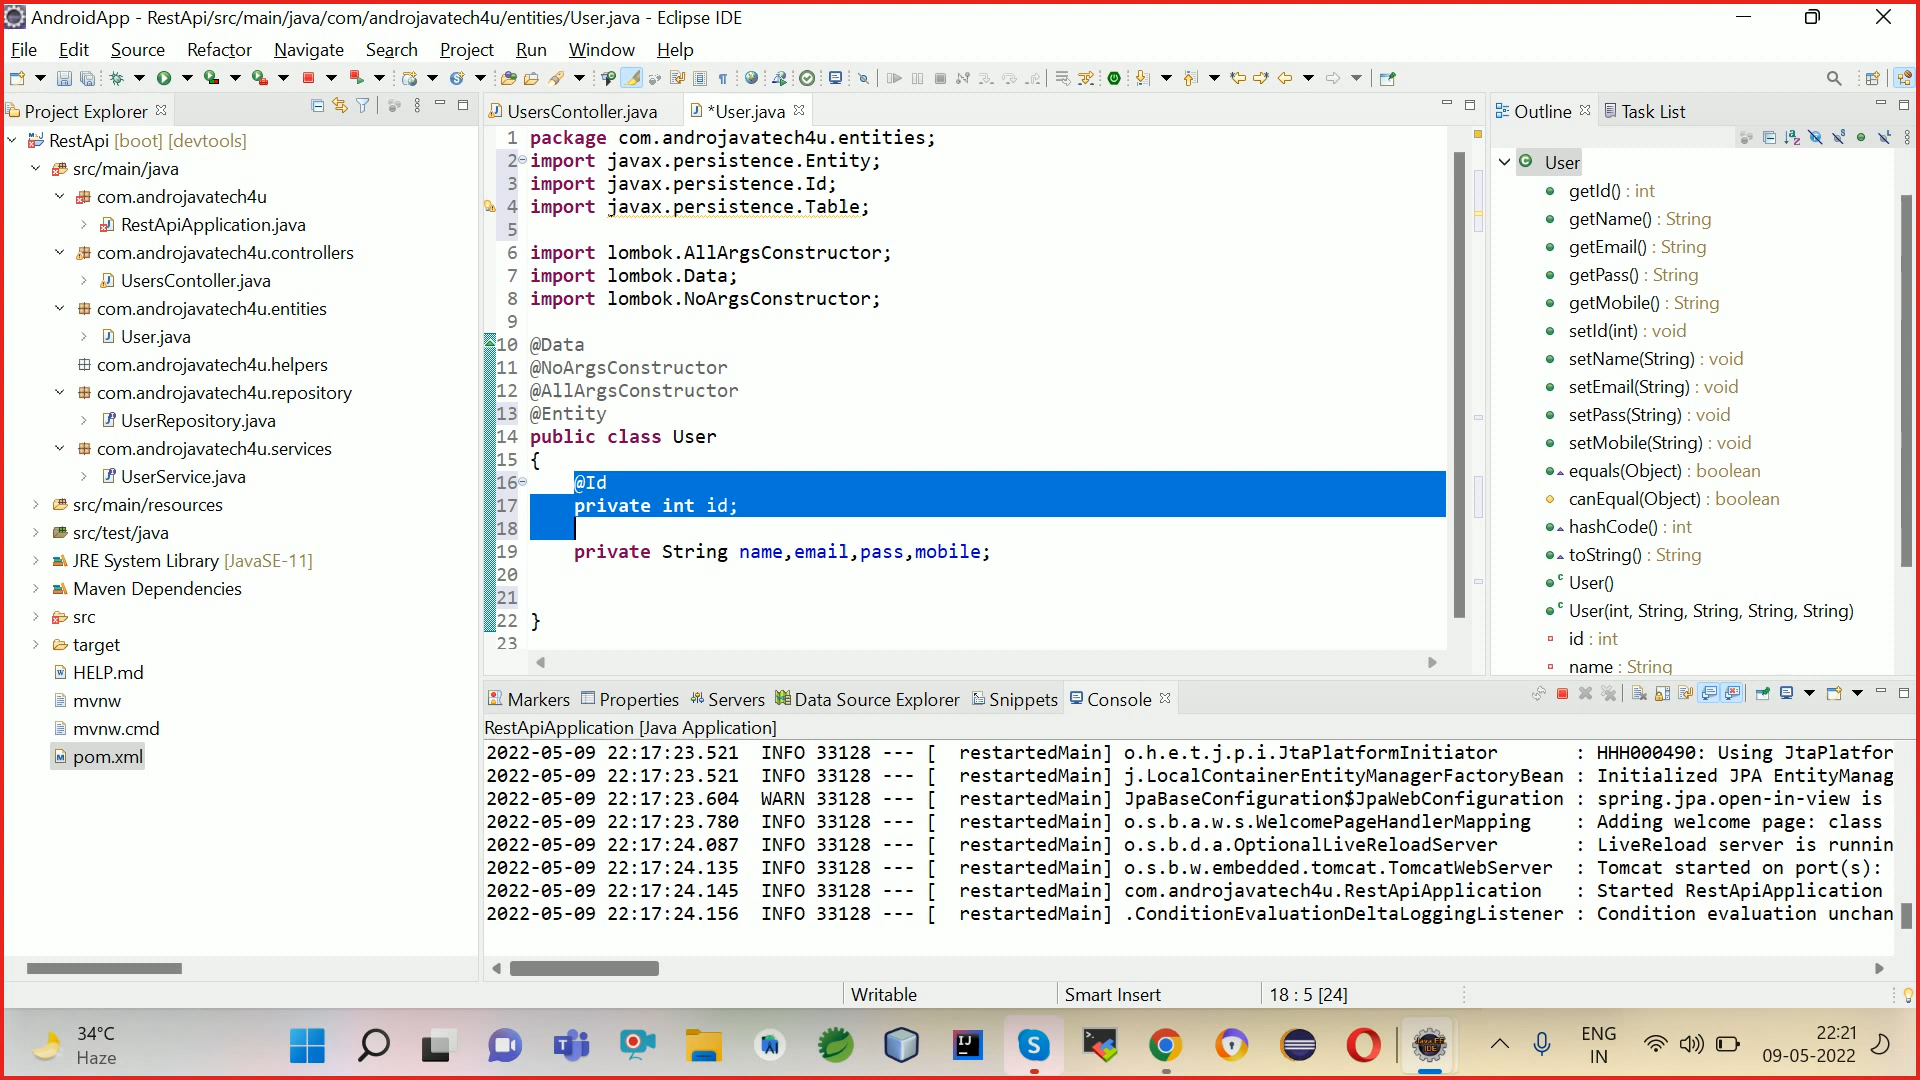 AndroidApp - RestApi/src/main/java/com/androjavatech4u/entities/User.java - Eclipse IDE
File Edit Source Refactor Navigate Search Project Run Window Help
Project Explorer
RestApi [boot] [devtools]
src/main/java
com.androjavatech4u
RestApiApplication.java
com.androjavatech4u.controllers
UsersContoller.java
com.androjavatech4u.entities
User.java
com.androjavatech4u.helpers
com.androjavatech4u.repository
UserRepository.java
com.androjavatech4u.services
UserService.java
src/main/resources
src/test/java
JRE System Library [JavaSE-11]
Maven Dependencies
src
target
HELP.md
mvnw
mvnw.cmd
pom.xml
UsersContoller.java *User.java
1 package com.androjavatech4u.entities;
2 import javax.persistence.Entity;
3 import javax.persistence.Id;
4 import javax.persistence.Table;
5
6 import lombok.AllArgsConstructor;
7 import lombok.Data;
8 import lombok.NoArgsConstructor;
9
10 @Data
11 @NoArgsConstructor
12 @AllArgsConstructor
13 @Entity
14 public class User
15 {
16 @Id
17 private int id;
18
19 private String name,email,pass,mobile;
20
21
22 }
23
Outline Task List
User
getId() : int
getName() : String
getEmail() : String
getPass() : String
getMobile() : String
setId(int) : void
setName(String) : void
setEmail(String) : void
setPass(String) : void
setMobile(String) : void
equals(Object) : boolean
canEqual(Object) : boolean
hashCode() : int
toString() : String
User()
User(int, String, String, String, String)
id : int
name : String
Markers Properties Servers Data Source Explorer Snippets Console
RestApiApplication [Java Application]
2022-05-09 22:17:23.521 INFO 33128 --- [ restartedMain] o.h.e.t.j.p.i.JtaPlatformInitiator : HHH000490: Using JtaPlatfor
2022-05-09 22:17:23.521 INFO 33128 --- [ restartedMain] j.LocalContainerEntityManagerFactoryBean : Initialized JPA EntityManag
2022-05-09 22:17:23.604 WARN 33128 --- [ restartedMain] JpaBaseConfiguration$JpaWebConfiguration : spring.jpa.open-in-view is
2022-05-09 22:17:23.780 INFO 33128 --- [ restartedMain] o.s.b.a.w.s.WelcomePageHandlerMapping : Adding welcome page: class
2022-05-09 22:17:24.087 INFO 33128 --- [ restartedMain] o.s.b.d.a.OptionalLiveReloadServer : LiveReload server is runnin
2022-05-09 22:17:24.135 INFO 33128 --- [ restartedMain] o.s.b.w.embedded.tomcat.TomcatWebServer : Tomcat started on port(s):
2022-05-09 22:17:24.145 INFO 33128 --- [ restartedMain] com.androjavatech4u.RestApiApplication : Started RestApiApplication
2022-05-09 22:17:24.156 INFO 33128 --- [ restartedMain] .ConditionEvaluationDeltaLoggingListener : Condition evaluation unchan
Writable Smart Insert 18 : 5 [24]
34°C
Haze
ENG
IN
22:21
09-05-2022